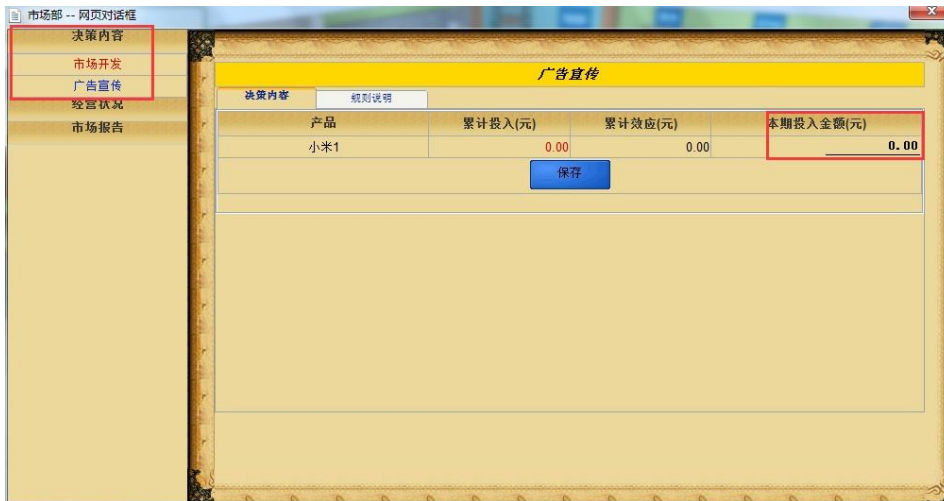 市场部 -- 网页对话框
决策内容
市场开发
广告宣传
经营状况
市场报告
广告宣传
决策内容 规则说明
产品 累计投入(元) 累计效应(元) 本期投入金额(元)
小米1 0.00 0.00 0.00
保存